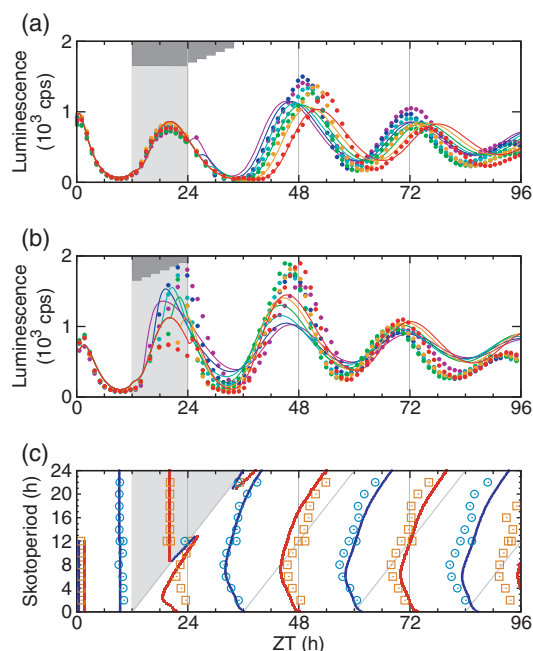 (a)
2
1
0
Luminescence
(10³ cps)
0 24 48 72 96
(b)
2
1
0
Luminescence
(10³ cps)
0 24 48 72 96
(c)
24
20
16
12
8
4
0
Skotoperiod (h)
0 24 48 72 96
ZT (h)